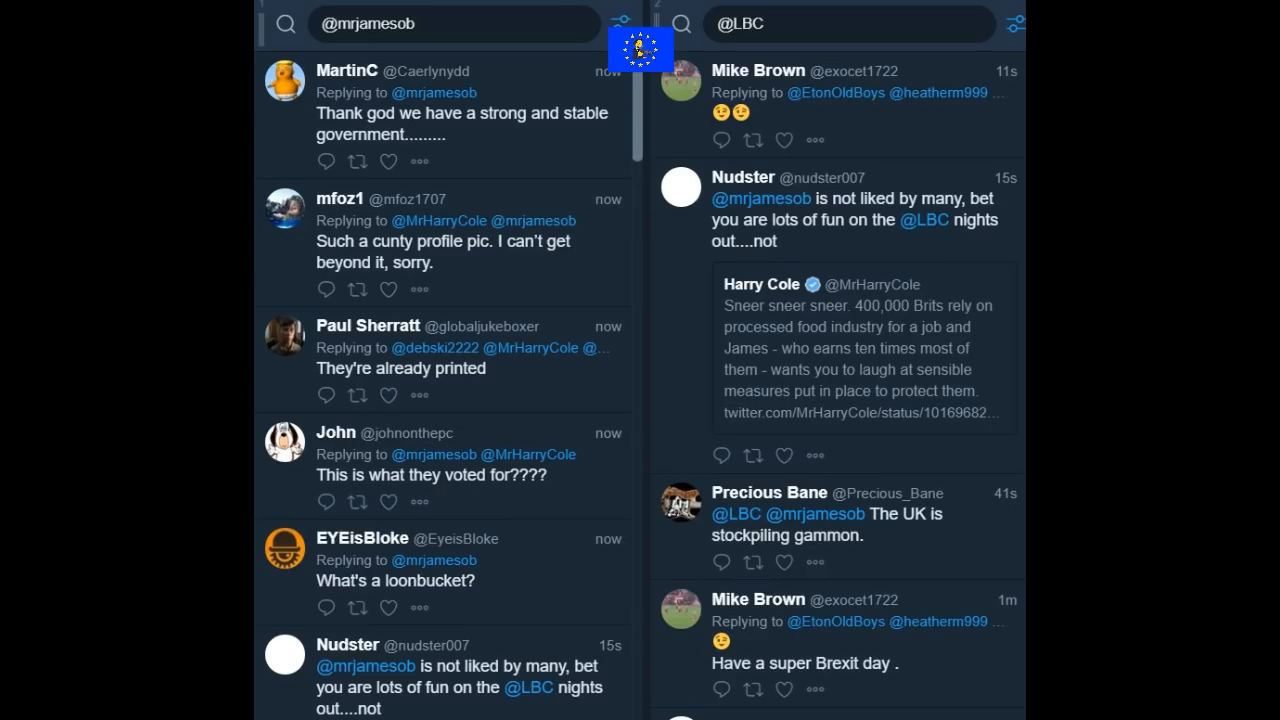 1
@mrjamesob
MartinC @Caerlynydd now
Replying to @mrjamesob
Thank god we have a strong and stable
government.........
mfoz1 @mfoz1707 now
Replying to @MrHarryCole @mrjamesob
Such a cunty profile pic. I can't get
beyond it, sorry.
Paul Sherratt @globaljukeboxer now
Replying to @debski2222 @MrHarryCole @...
They're already printed
John @johnonthepc now
Replying to @mrjamesob @MrHarryCole
This is what they voted for????
EYEisBloke @EyeisBloke now
Replying to @mrjamesob
What's a loonbucket?
Nudster @nudster007 15s
@mrjamesob is not liked by many, bet
you are lots of fun on the @LBC nights
out....not
2
@LBC
Mike Brown @exocet1722 11s
Replying to @EtonOldBoys @heatherm999 ...
😉😉
Nudster @nudster007 15s
@mrjamesob is not liked by many, bet
you are lots of fun on the @LBC nights
out....not
Harry Cole @MrHarryCole
Sneer sneer sneer. 400,000 Brits rely on
processed food industry for a job and
James - who earns ten times most of
them - wants you to laugh at sensible
measures put in place to protect them.
twitter.com/MrHarryCole/status/10169682...
Precious Bane @Precious_Bane 41s
@LBC @mrjamesob The UK is
stockpiling gammon.
Mike Brown @exocet1722 1m
Replying to @EtonOldBoys @heatherm999 ...
😉
Have a super Brexit day .